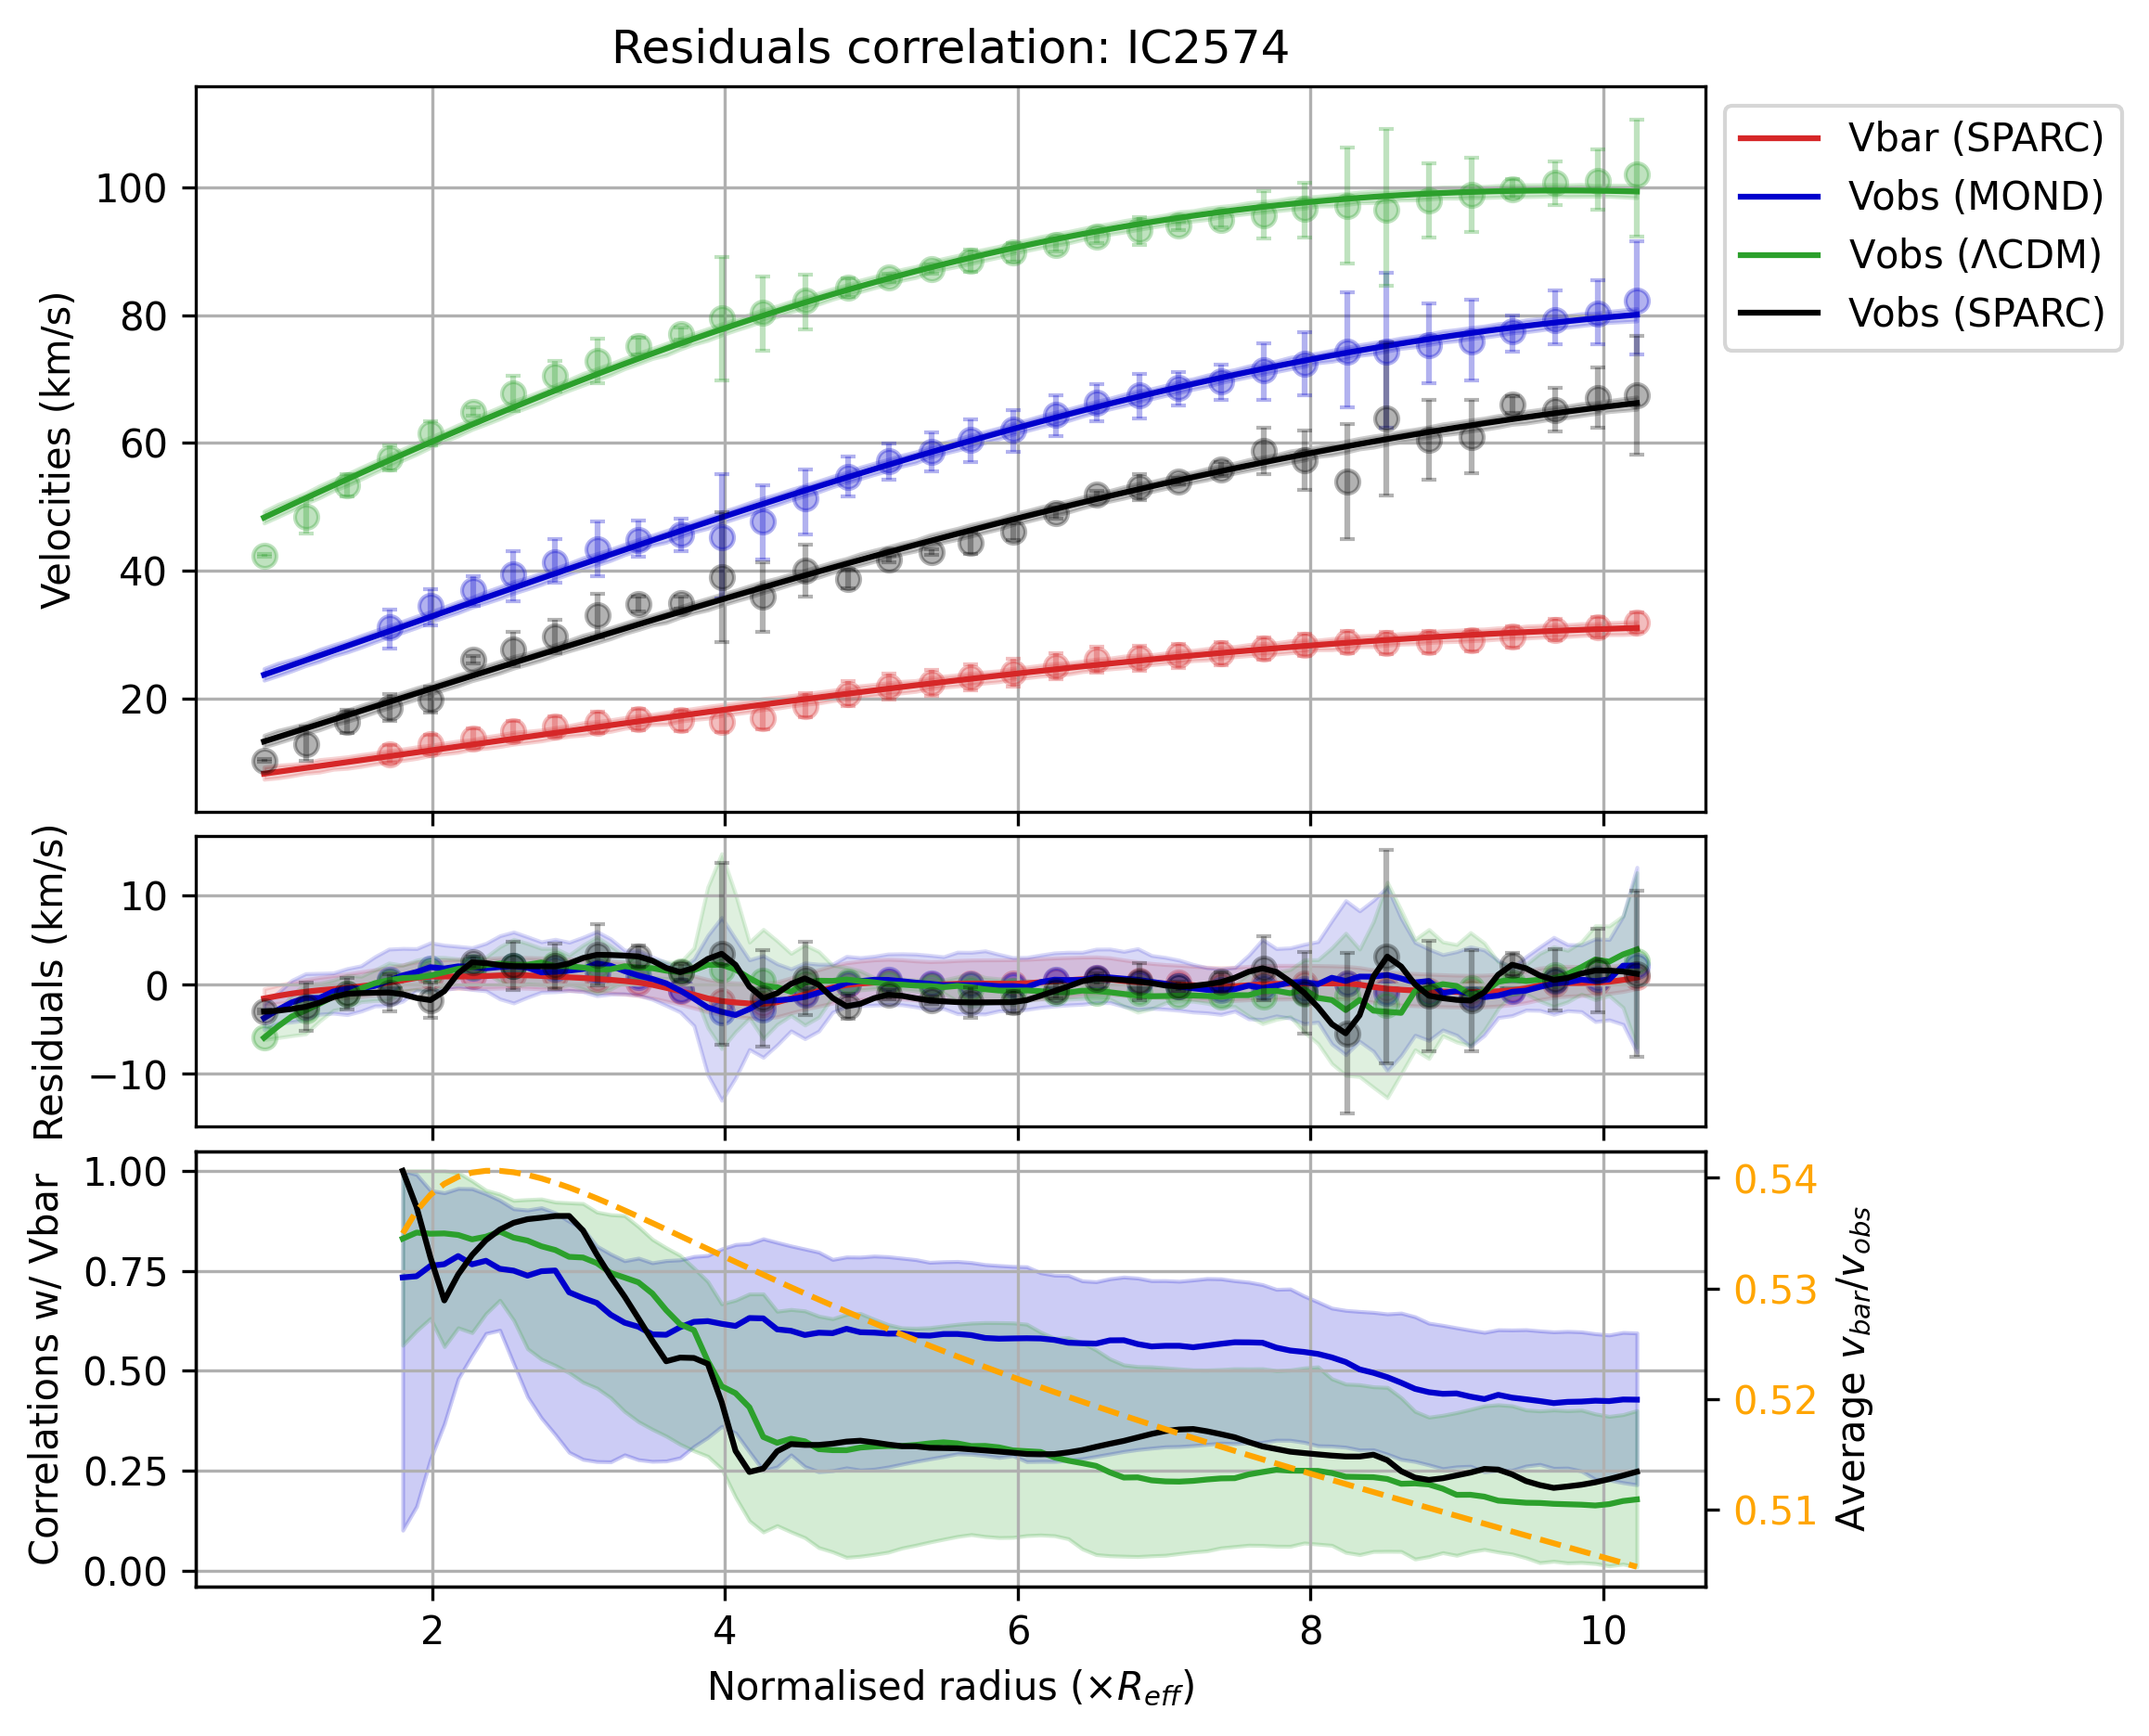 Residuals correlation: IC2574
Velocities (km/s)
100
80
60
40
20
Vbar (SPARC)
Vobs (MOND)
Vobs (ΛCDM)
Vobs (SPARC)
Residuals (km/s)
10
0
−10
Correlations w/ Vbar
1.00
0.75
0.50
0.25
0.00
0.54
0.53
0.52
0.51
Average v_{bar}/v_{obs}
2 4 6 8 10
Normalised radius (×R_{eff})